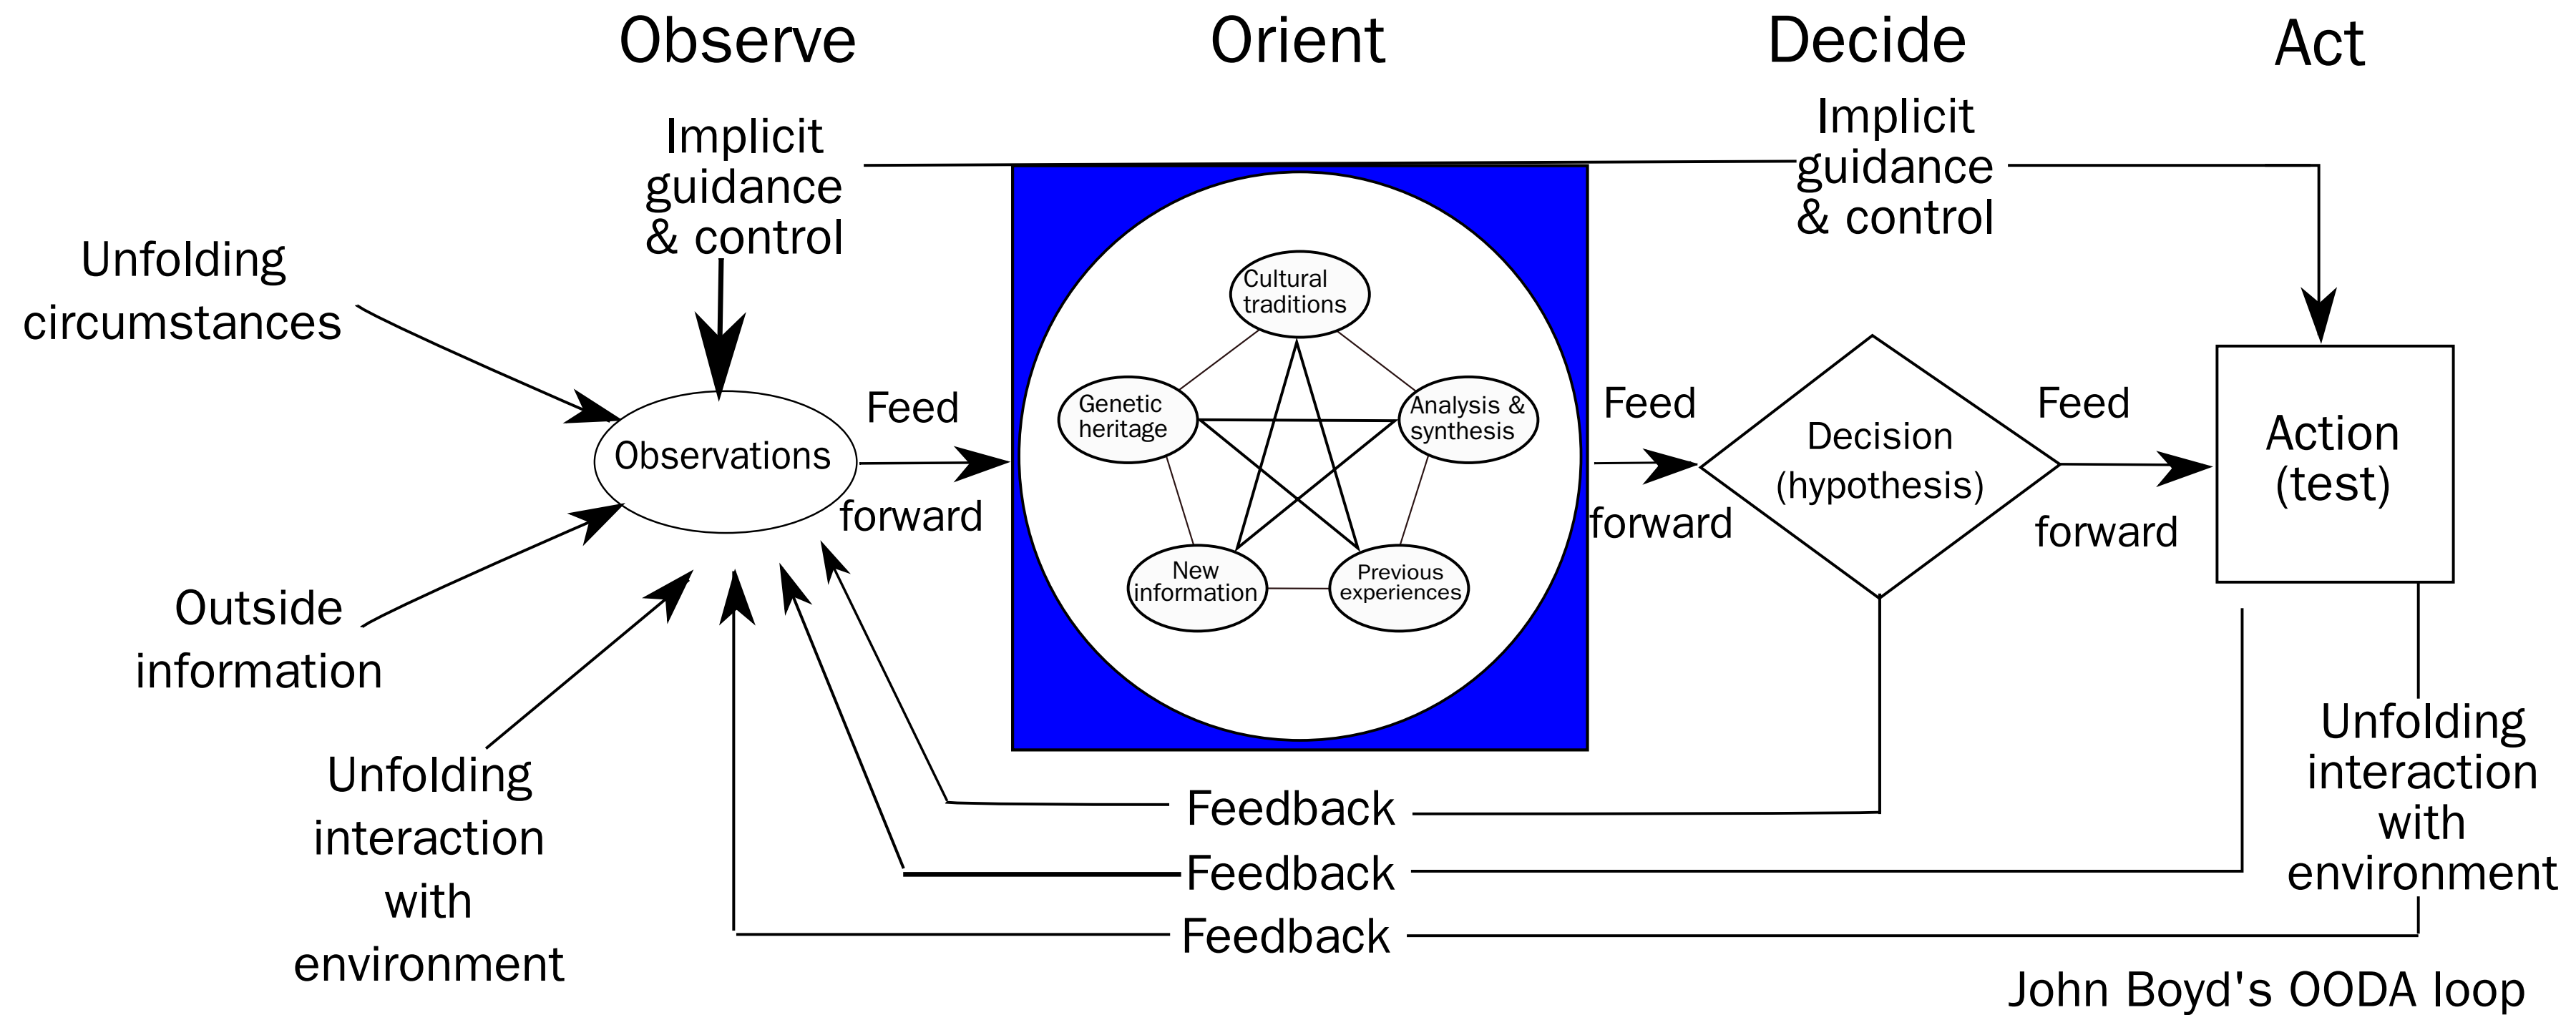 Observe
Orient
Decide
Act
Implicit
guidance
& control
Implicit
guidance
& control
Unfolding
circumstances
Observations
Outside
information
Unfolding
interaction
with
environment
Feed
forward
Cultural
traditions
Genetic
heritage
Analysis &
synthesis
New
information
Previous
experiences
Feed
forward
Decision
(hypothesis)
Feed
forward
Action
(test)
Unfolding
interaction
with
environment
Feedback
Feedback
Feedback
John Boyd's OODA loop